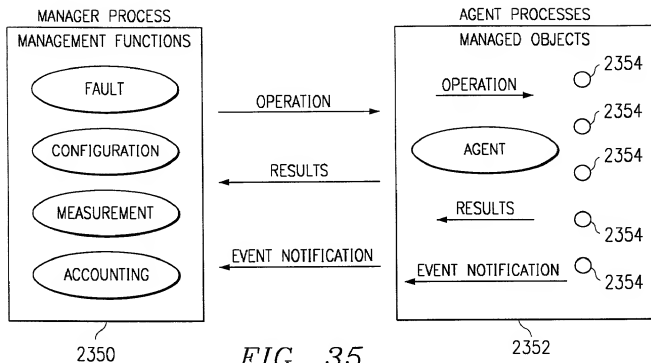 MANAGER PROCESS
MANAGEMENT FUNCTIONS
FAULT
CONFIGURATION
MEASUREMENT
ACCOUNTING
2350
OPERATION
RESULTS
EVENT NOTIFICATION
AGENT PROCESSES
MANAGED OBJECTS
OPERATION
AGENT
RESULTS
EVENT NOTIFICATION
2354
2354
2354
2354
2354
2352
FIG. 35